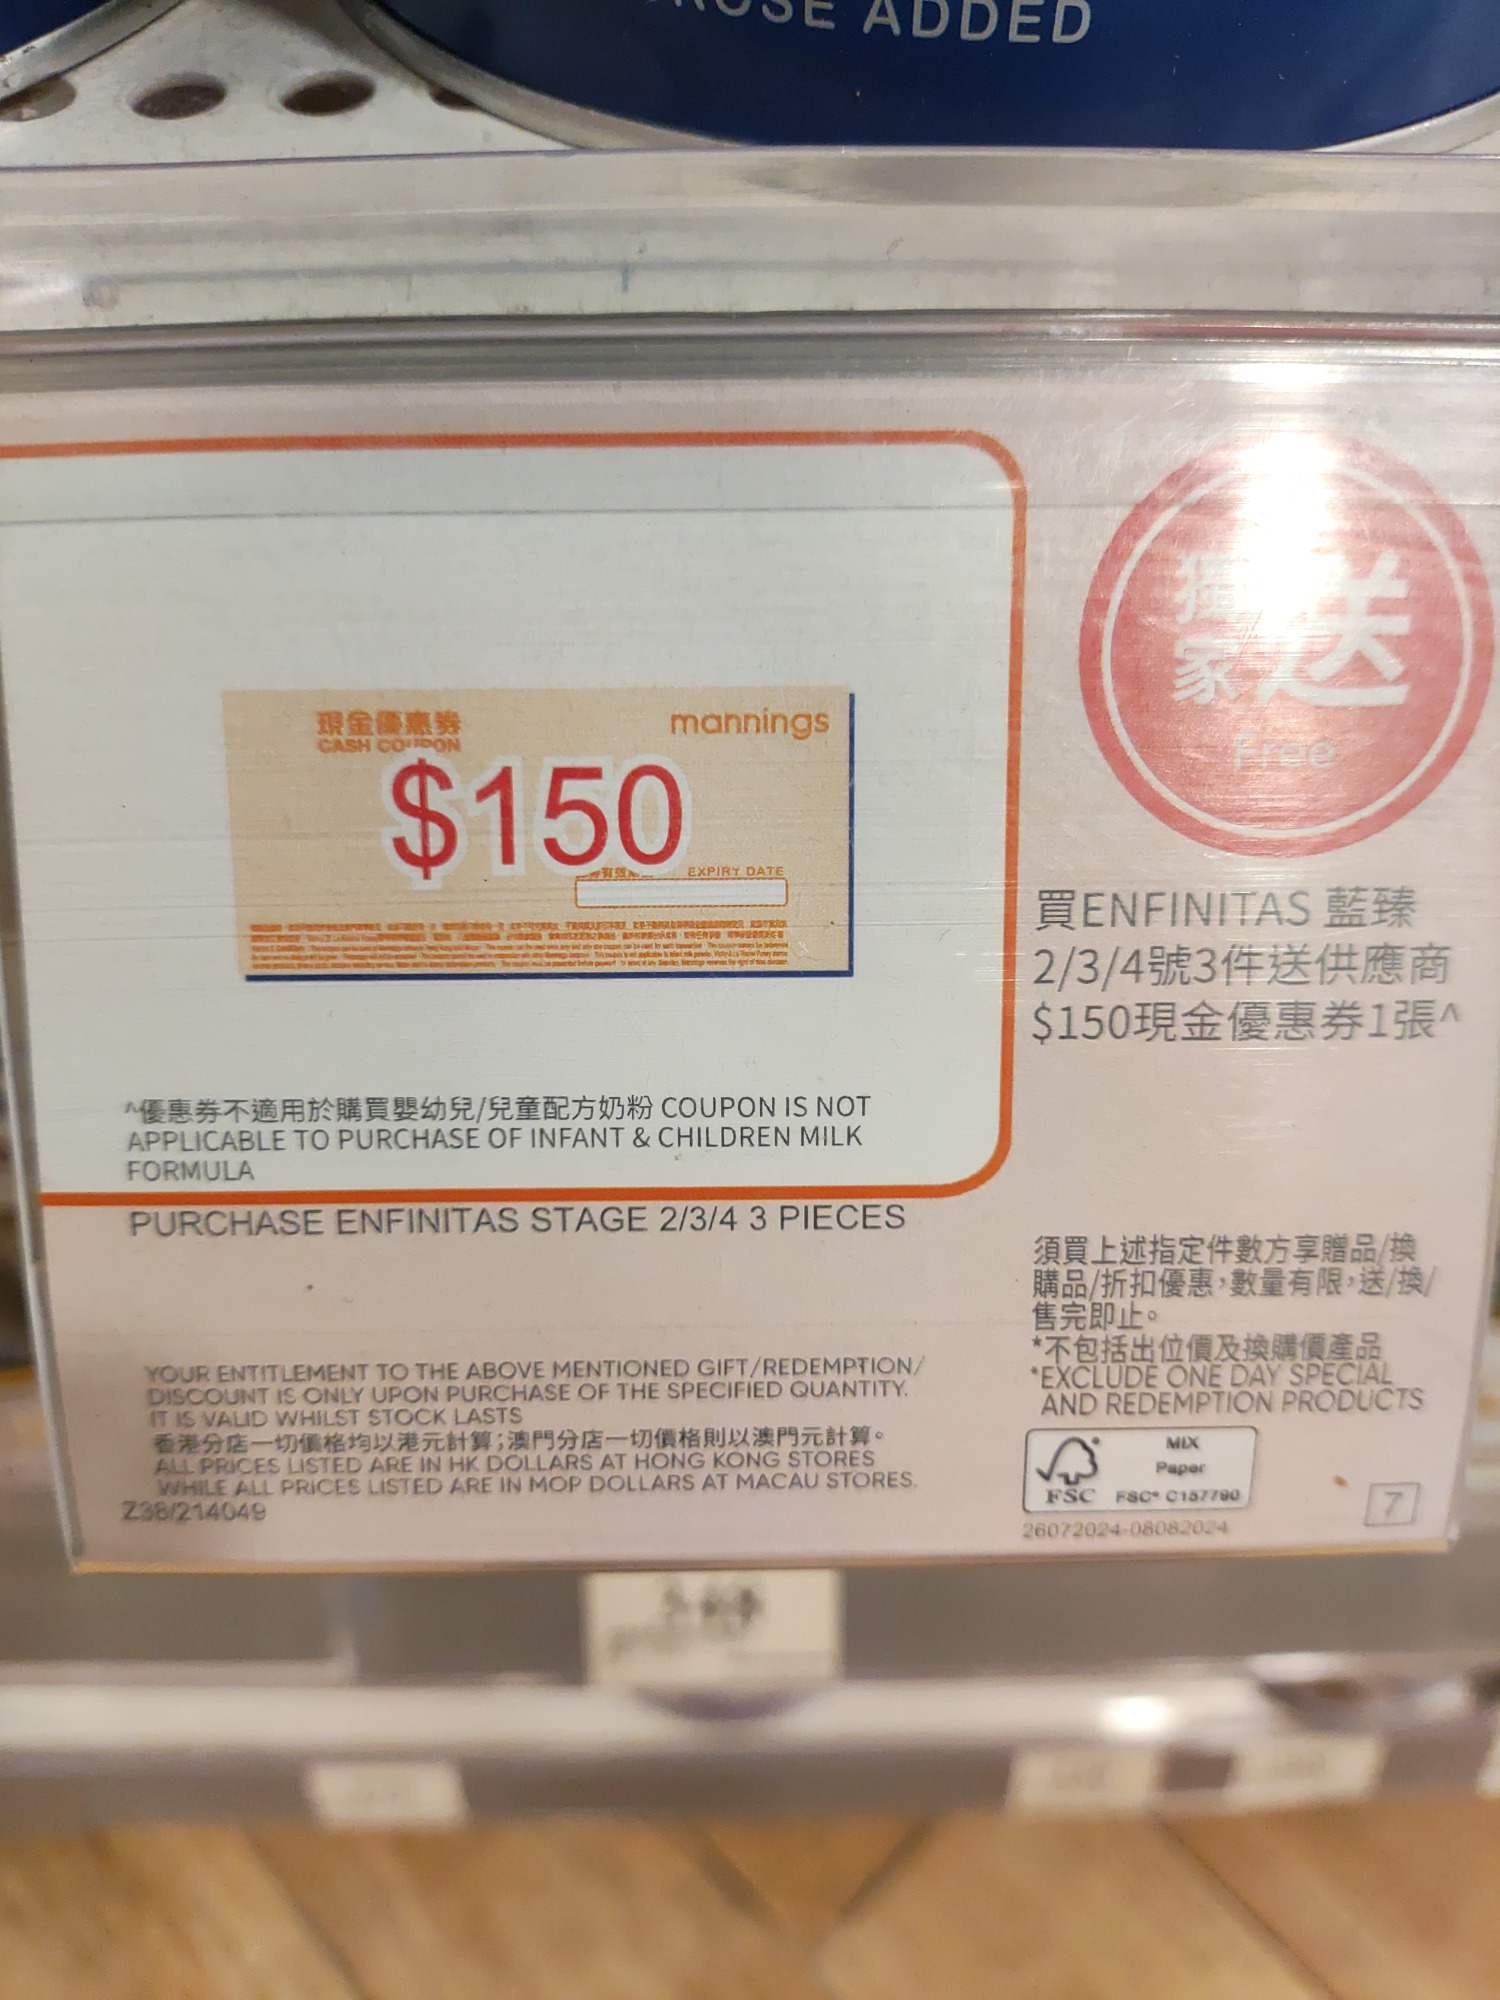 ROSE ADDED
獨家送
Free
現金優惠券
mannings
CASH COUPON
$150
EXPIRY DATE
買ENFINITAS 藍臻
2/3/4號3件送供應商
$150現金優惠券1張^
^優惠券不適用於購買嬰幼兒/兒童配方奶粉 COUPON IS NOT
APPLICABLE TO PURCHASE OF INFANT & CHILDREN MILK
FORMULA
PURCHASE ENFINITAS STAGE 2/3/4 3 PIECES
須買上述指定件數方享贈品/換
購品/折扣優惠，數量有限，送/換/
售完即止。
*不包括出位價及換購價產品
*EXCLUDE ONE DAY SPECIAL
AND REDEMPTION PRODUCTS
YOUR ENTITLEMENT TO THE ABOVE MENTIONED GIFT/REDEMPTION/
DISCOUNT IS ONLY UPON PURCHASE OF THE SPECIFIED QUANTITY.
IT IS VALID WHILST STOCK LASTS
香港分店一切價格均以港元計算；澳門分店一切價格則以澳門元計算。
ALL PRICES LISTED ARE IN HK DOLLARS AT HONG KONG STORES
WHILE ALL PRICES LISTED ARE IN MOP DOLLARS AT MACAU STORES.
Z38/214049
MIX
Paper
FSC FSC® C157790
26072024-08082024
7